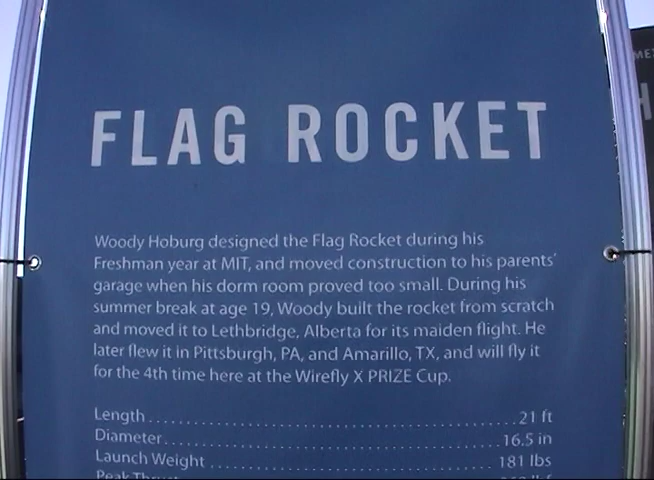 FLAG ROCKET
Woody Hoburg designed the Flag Rocket during his
Freshman year at MIT, and moved construction to his parents'
garage when his dorm room proved too small. During his
summer break at age 19, Woody built the rocket from scratch
and moved it to Lethbridge, Alberta for its maiden flight. He
later flew it in Pittsburgh, PA, and Amarillo, TX, and will fly it
for the 4th time here at the Wirefly X PRIZE Cup.
Length 21 ft
Diameter 16.5 in
Launch Weight 181 lbs
Peak Thrust